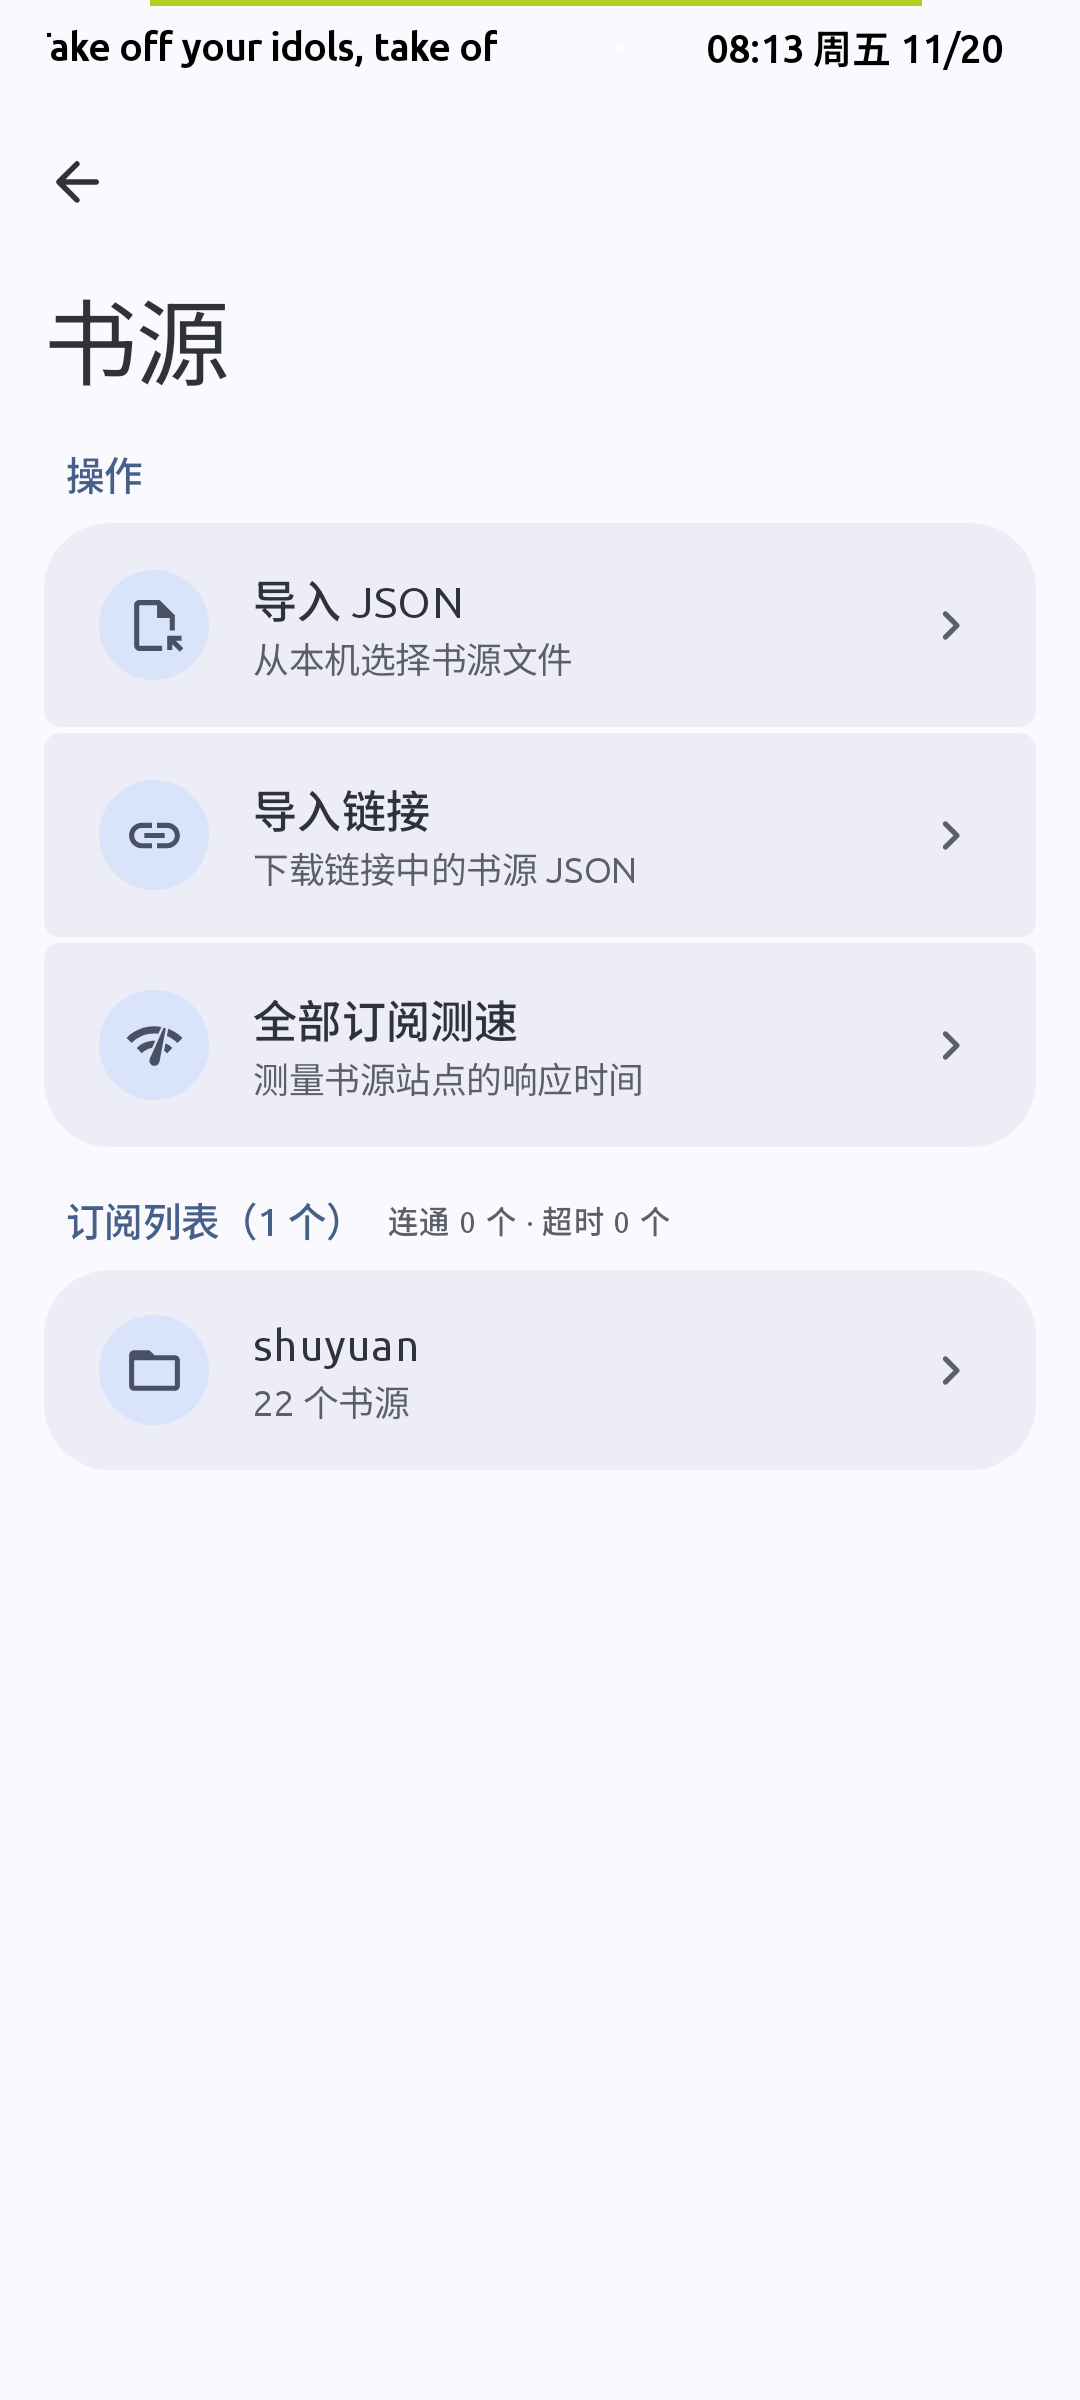 ake off your idols, take of
08:13 周五 11/20
书源
操作
导入 JSON
从本机选择书源文件
导入链接
下载链接中的书源 JSON
全部订阅测速
测量书源站点的响应时间
订阅列表（1 个） 连通 0 个 · 超时 0 个
shuyuan
22 个书源